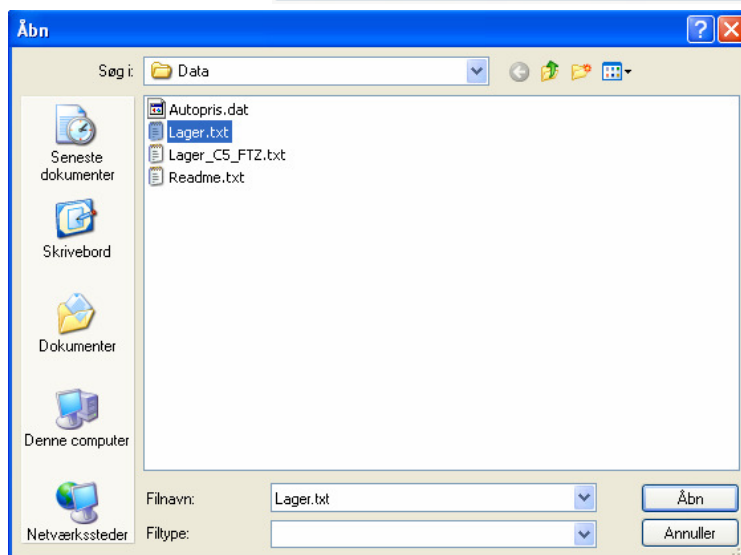 Åbn
Søg i:
Data
Seneste
dokumenter
Skrivebord
Dokumenter
Denne computer
Netværkssteder
Autopris.dat
Lager.txt
Lager_C5_FTZ.txt
Readme.txt
Filnavn:
Lager.txt
Åbn
Filtype:
Annuller